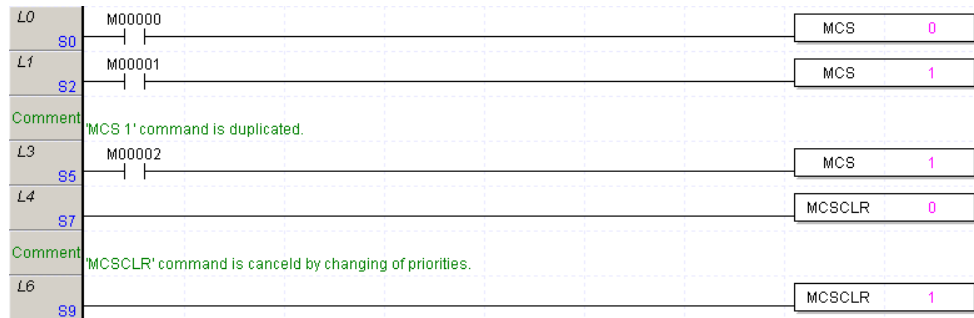 L0 M00000
S0 MCS 0
L1 M00001
S2 MCS 1
Comment 'MCS 1' command is duplicated.
L3 M00002
S5 MCS 1
L4
S7 MCSCLR 0
Comment 'MCSCLR' command is canceld by changing of priorities.
L6
S9 MCSCLR 1